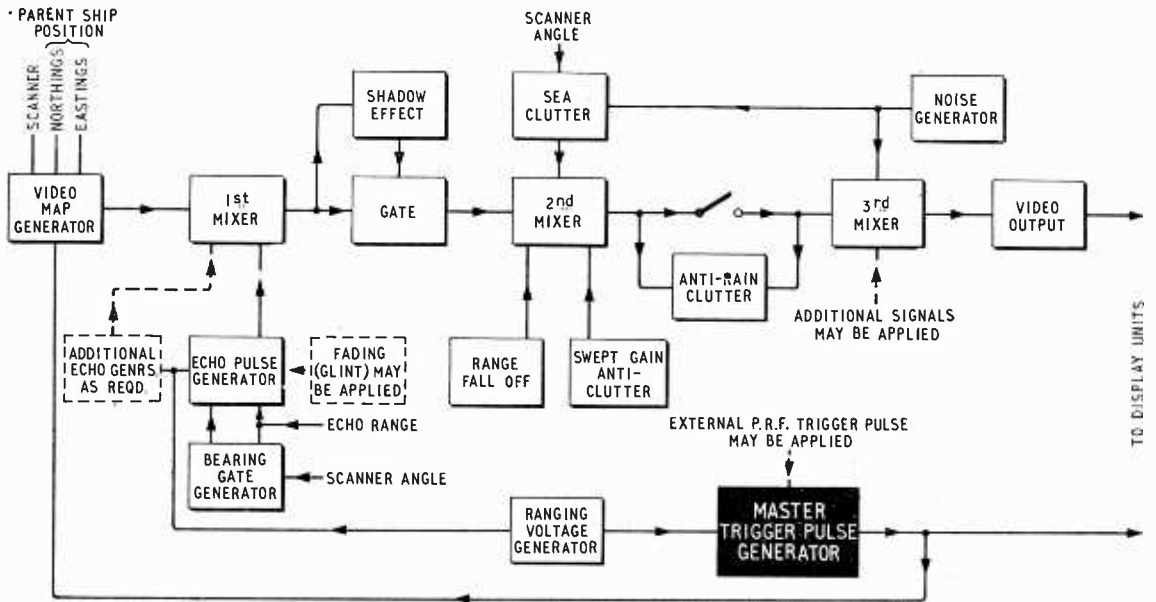 · PARENT SHIP
POSITION
SCANNER
NORTHINGS
EASTINGS
SCANNER
ANGLE
SHADOW
EFFECT
SEA
CLUTTER
NOISE
GENERATOR
VIDEO
MAP
GENERATOR
1st
MIXER
GATE
2nd
MIXER
3rd
MIXER
VIDEO
OUTPUT
ANTI-RAIN
CLUTTER
ADDITIONAL SIGNALS
MAY BE APPLIED
ADDITIONAL
ECHO GENRS
AS REQD.
ECHO PULSE
GENERATOR
FADING
(GLINT) MAY
BE APPLIED
RANGE
FALL OFF
SWEPT GAIN
ANTI-
CLUTTER
ECHO RANGE
BEARING
GATE
GENERATOR
SCANNER ANGLE
EXTERNAL P.R.F. TRIGGER PULSE
MAY BE APPLIED
RANGING
VOLTAGE
GENERATOR
MASTER
TRIGGER PULSE
GENERATOR
TO DISPLAY UNITS